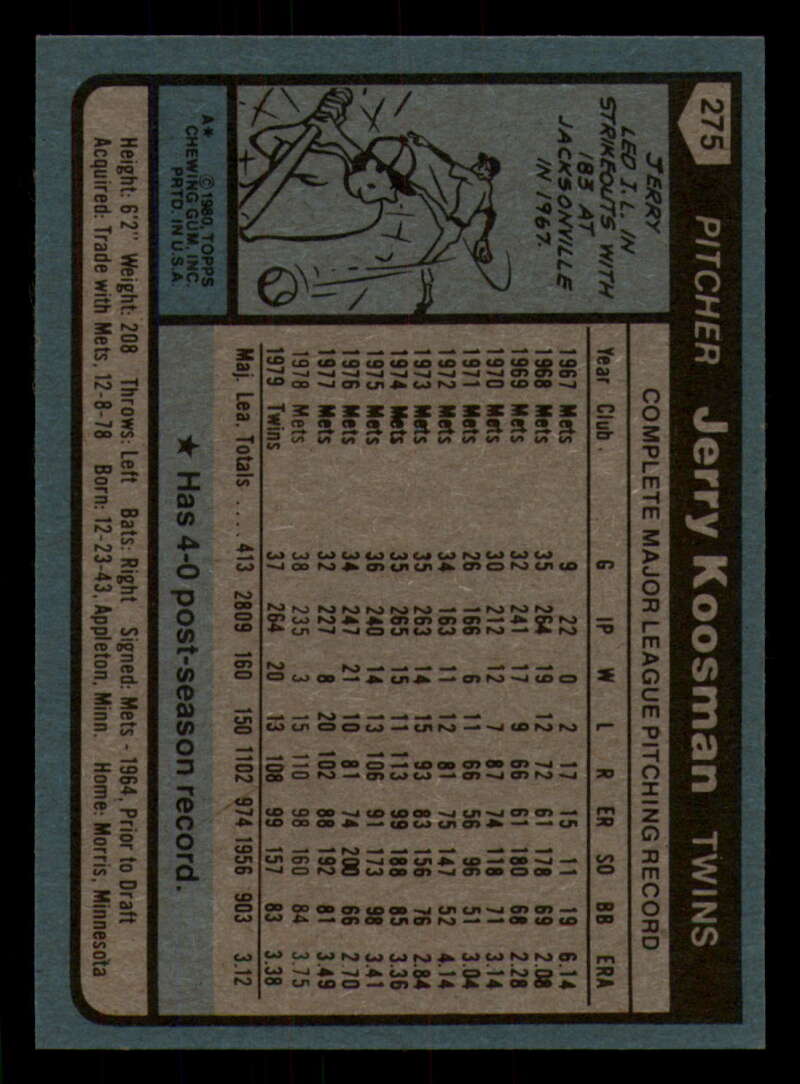 275 PITCHER Jerry Koosman TWINS
JERRY
LED I.L. IN
STRIKEOUTS WITH
183 AT
JACKSONVILLE
IN 1967.
A* © 1980, TOPPS
CHEWING GUM, INC.
PRTD. IN U.S.A.
COMPLETE MAJOR LEAGUE PITCHING RECORD
Year Club. G IP W L R ER SO BB ERA
1967 Mets 9 22 0 2 17 15 11 19 6.14
1968 Mets 35 264 19 12 72 61 178 69 2.08
1969 Mets 32 241 17 9 66 61 180 68 2.28
1970 Mets 30 212 12 7 87 74 118 71 3.14
1971 Mets 26 166 6 11 66 56 96 51 3.04
1972 Mets 34 163 11 12 81 75 147 52 4.14
1973 Mets 35 263 14 15 93 83 156 76 2.84
1974 Mets 35 265 15 11 113 99 188 85 3.36
1975 Mets 36 240 14 13 106 91 173 98 3.41
1976 Mets 34 247 21 10 81 74 200 66 2.70
1977 Mets 32 227 8 20 102 88 192 81 3.49
1978 Mets 38 235 3 15 110 98 160 84 3.75
1979 Twins 37 264 20 13 108 99 157 83 3.38
Maj. Lea. Totals .... 413 2809 160 150 1102 974 1956 903 3.12
★ Has 4-0 post-season record.
Height: 6'2" Weight: 208 Throws: Left Bats: Right Signed: Mets - 1964, Prior to Draft
Acquired: Trade with Mets, 12-8-78 Born: 12-23-43, Appleton, Minn. Home: Morris, Minnesota